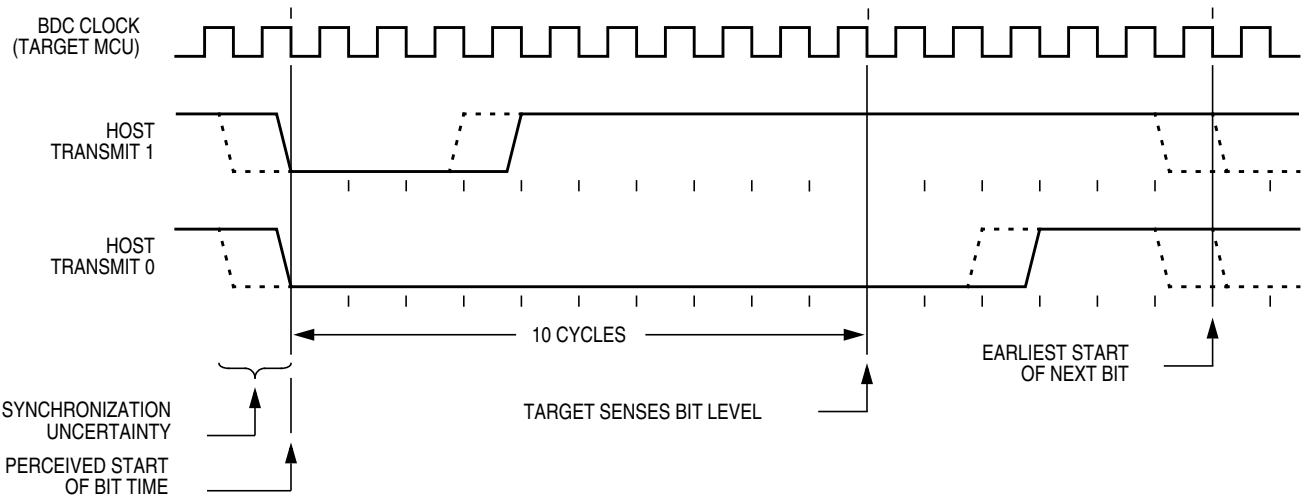 BDC CLOCK
(TARGET MCU)
HOST
TRANSMIT 1
HOST
TRANSMIT 0
10 CYCLES
EARLIEST START
OF NEXT BIT
TARGET SENSES BIT LEVEL
SYNCHRONIZATION
UNCERTAINTY
PERCEIVED START
OF BIT TIME